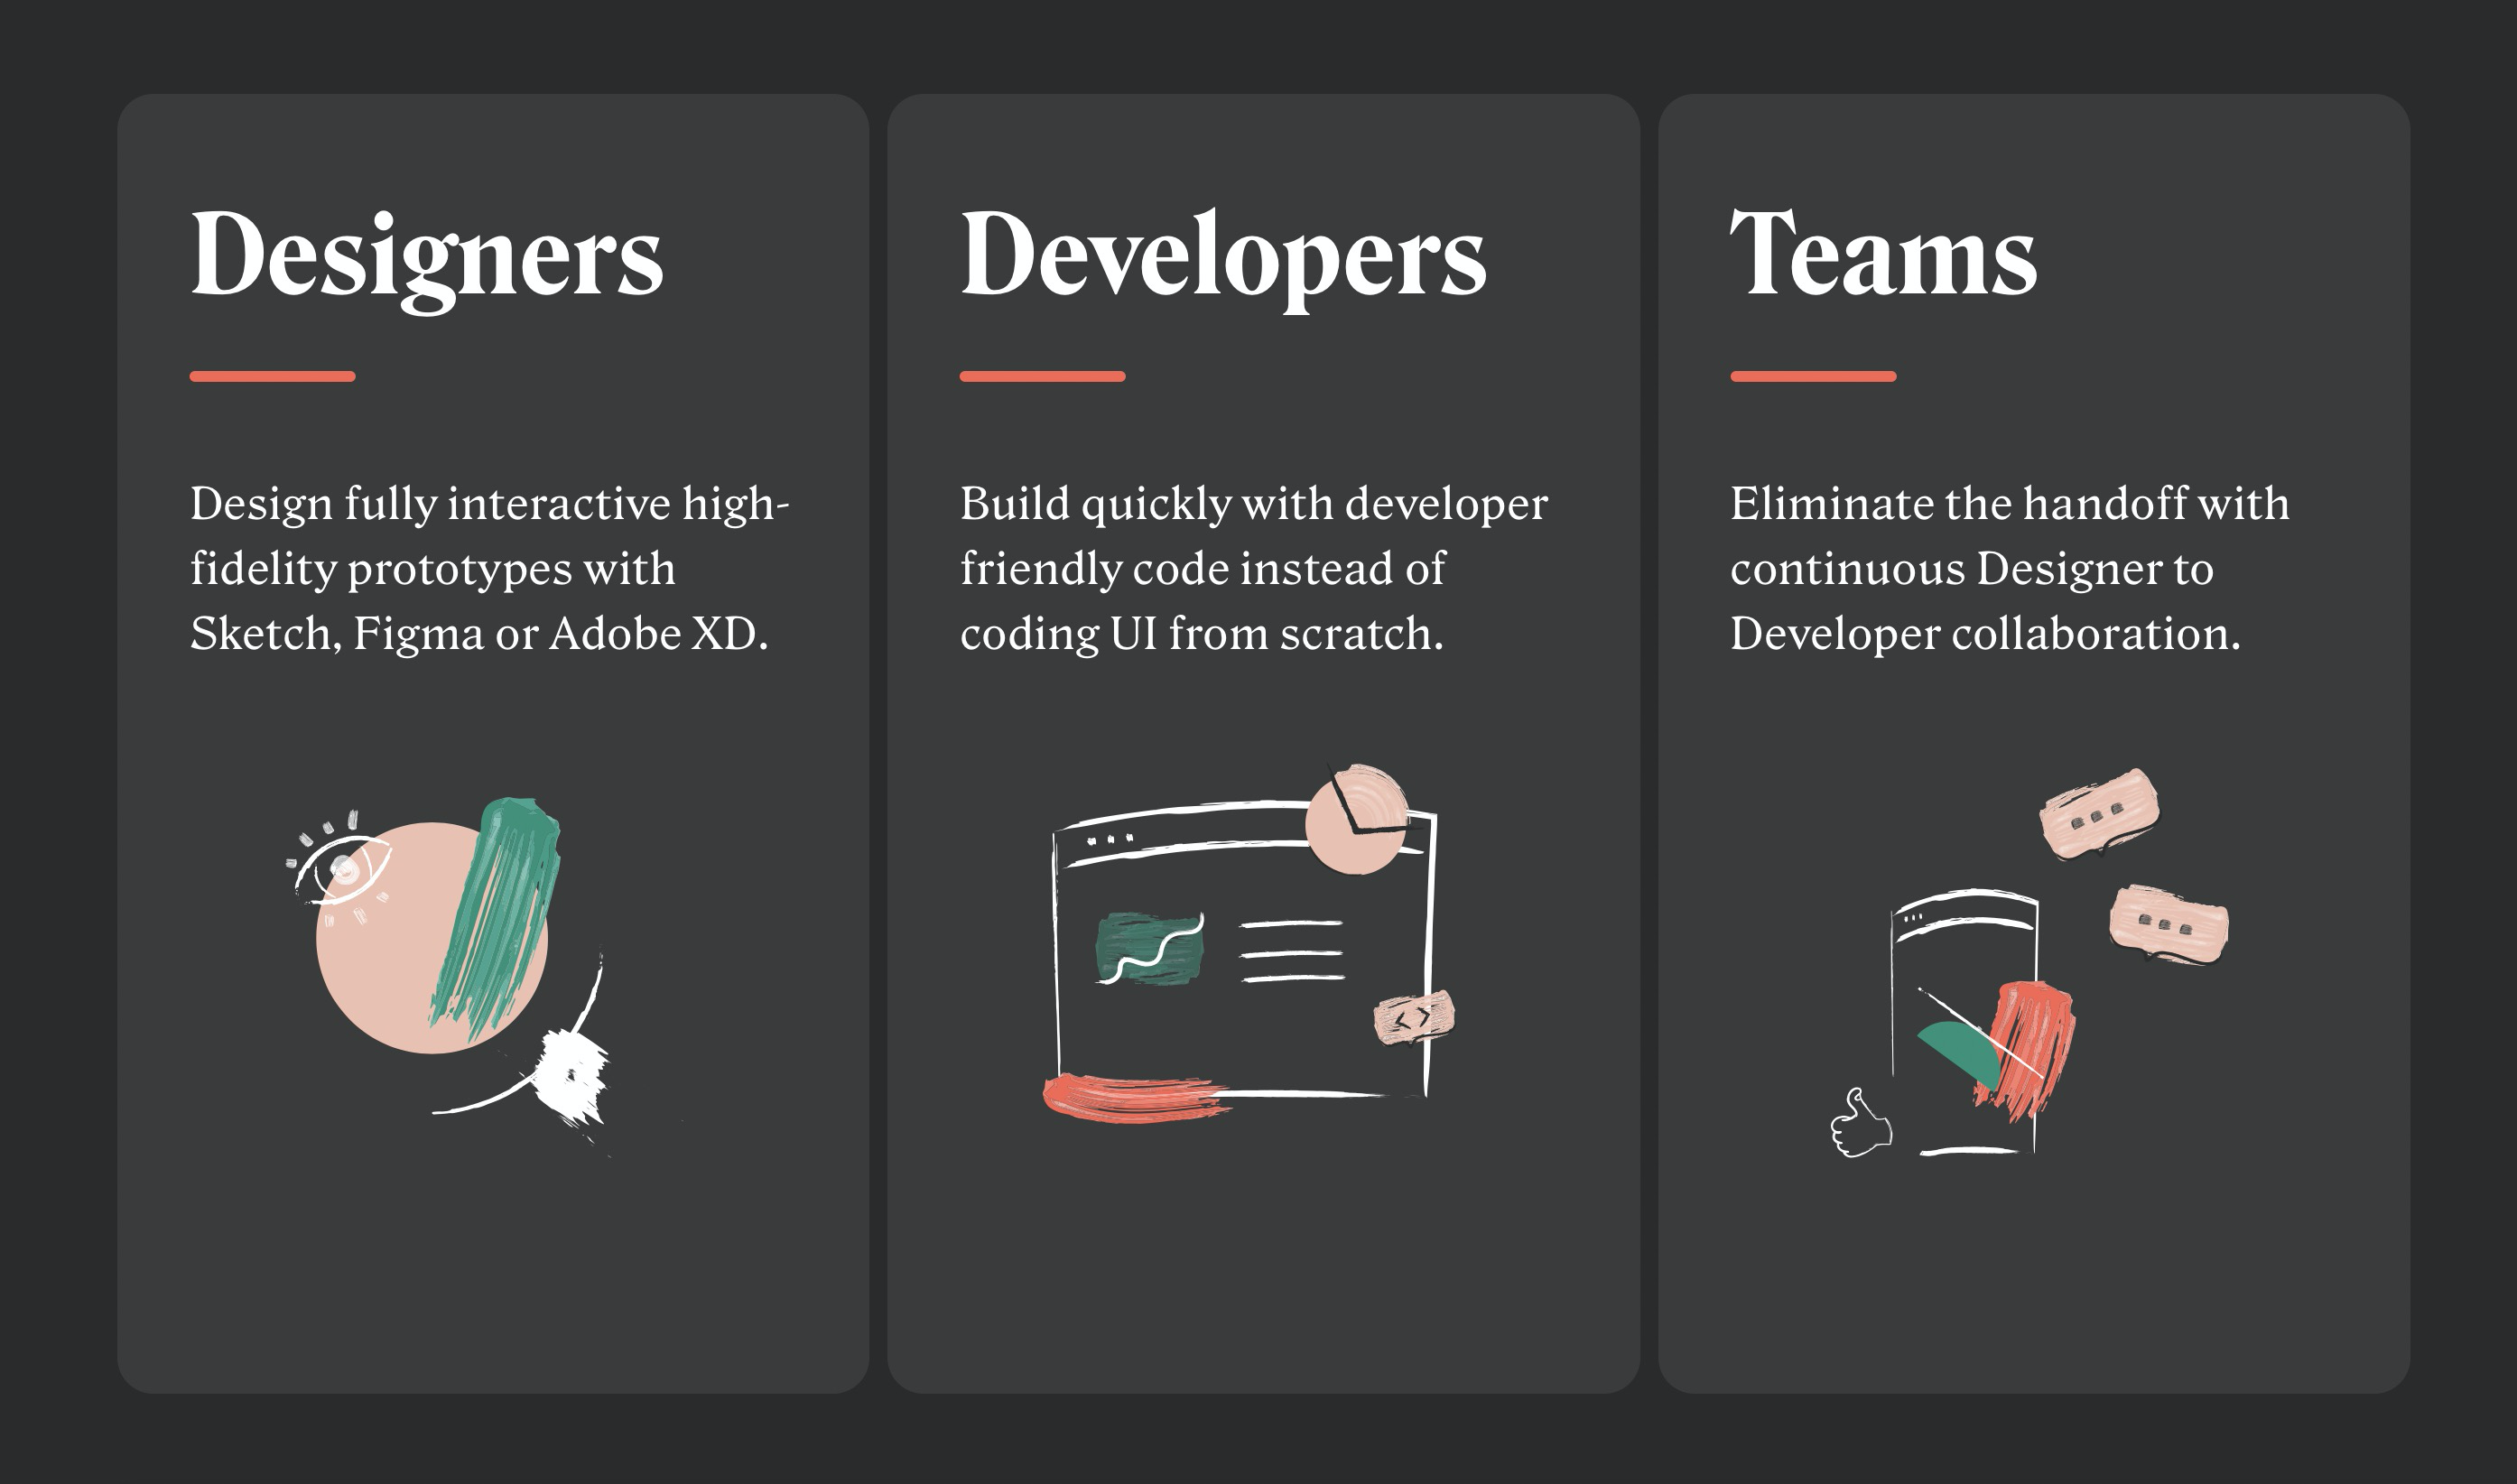 Designers
Design fully interactive high-
fidelity prototypes with
Sketch, Figma or Adobe XD.
Developers
Build quickly with developer
friendly code instead of
coding UI from scratch.
Teams
Eliminate the handoff with
continuous Designer to
Developer collaboration.